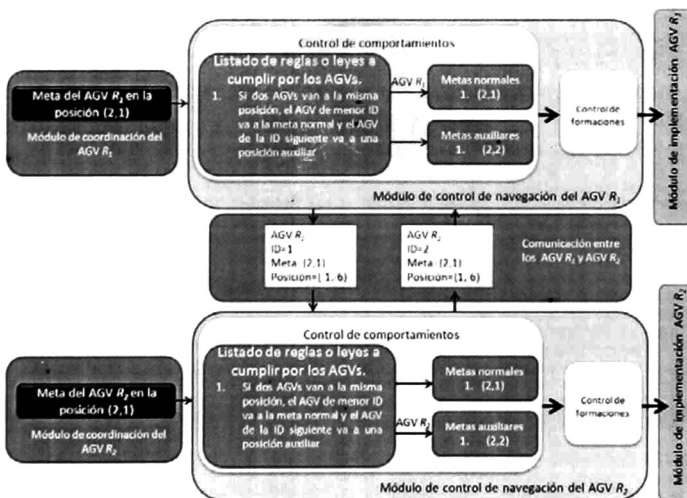 Control de comportamientos
Listado de reglas o leyes a
cumplir por los AGVs.
1. Si dos AGVs van a la misma
posición, el AGV de menor ID
va a la meta normal y el AGV
de la ID siguiente va a una
posición auxiliar
AGV R₁
Metas normales
1. (2,1)
Metas auxiliares
1. (2,2)
Control de
formaciones
Módulo de implementación AGV R₁
Meta del AGV R₁ en la
posición (2,1)
Módulo de coordinación del
AGV R₁
Módulo de control de navegación del AGV R₁
AGV
ID=1
Meta (2,1)
Posición=( 1, 6)
AGV
ID=2
Meta (2,1)
Posición=(1, 6)
Comunicación entre
los AGV R₁ y AGV R₂
Control de comportamientos
Listado de reglas o leyes a
cumplir por los AGVs.
1. Si dos AGVs van a la misma
posición, el AGV de menor ID
va a la meta normal y el AGV
de la ID siguiente va a una
posición auxiliar
AGV R₂
Metas normales
1. (2,1)
Metas auxiliares
1. (2,2)
Control de
formaciones
Módulo de implementación AGV R₂
Meta del AGV R₂ en la
posición (2,1)
Módulo de coordinación del
AGV R₂
Módulo de control de navegación del AGV R₂